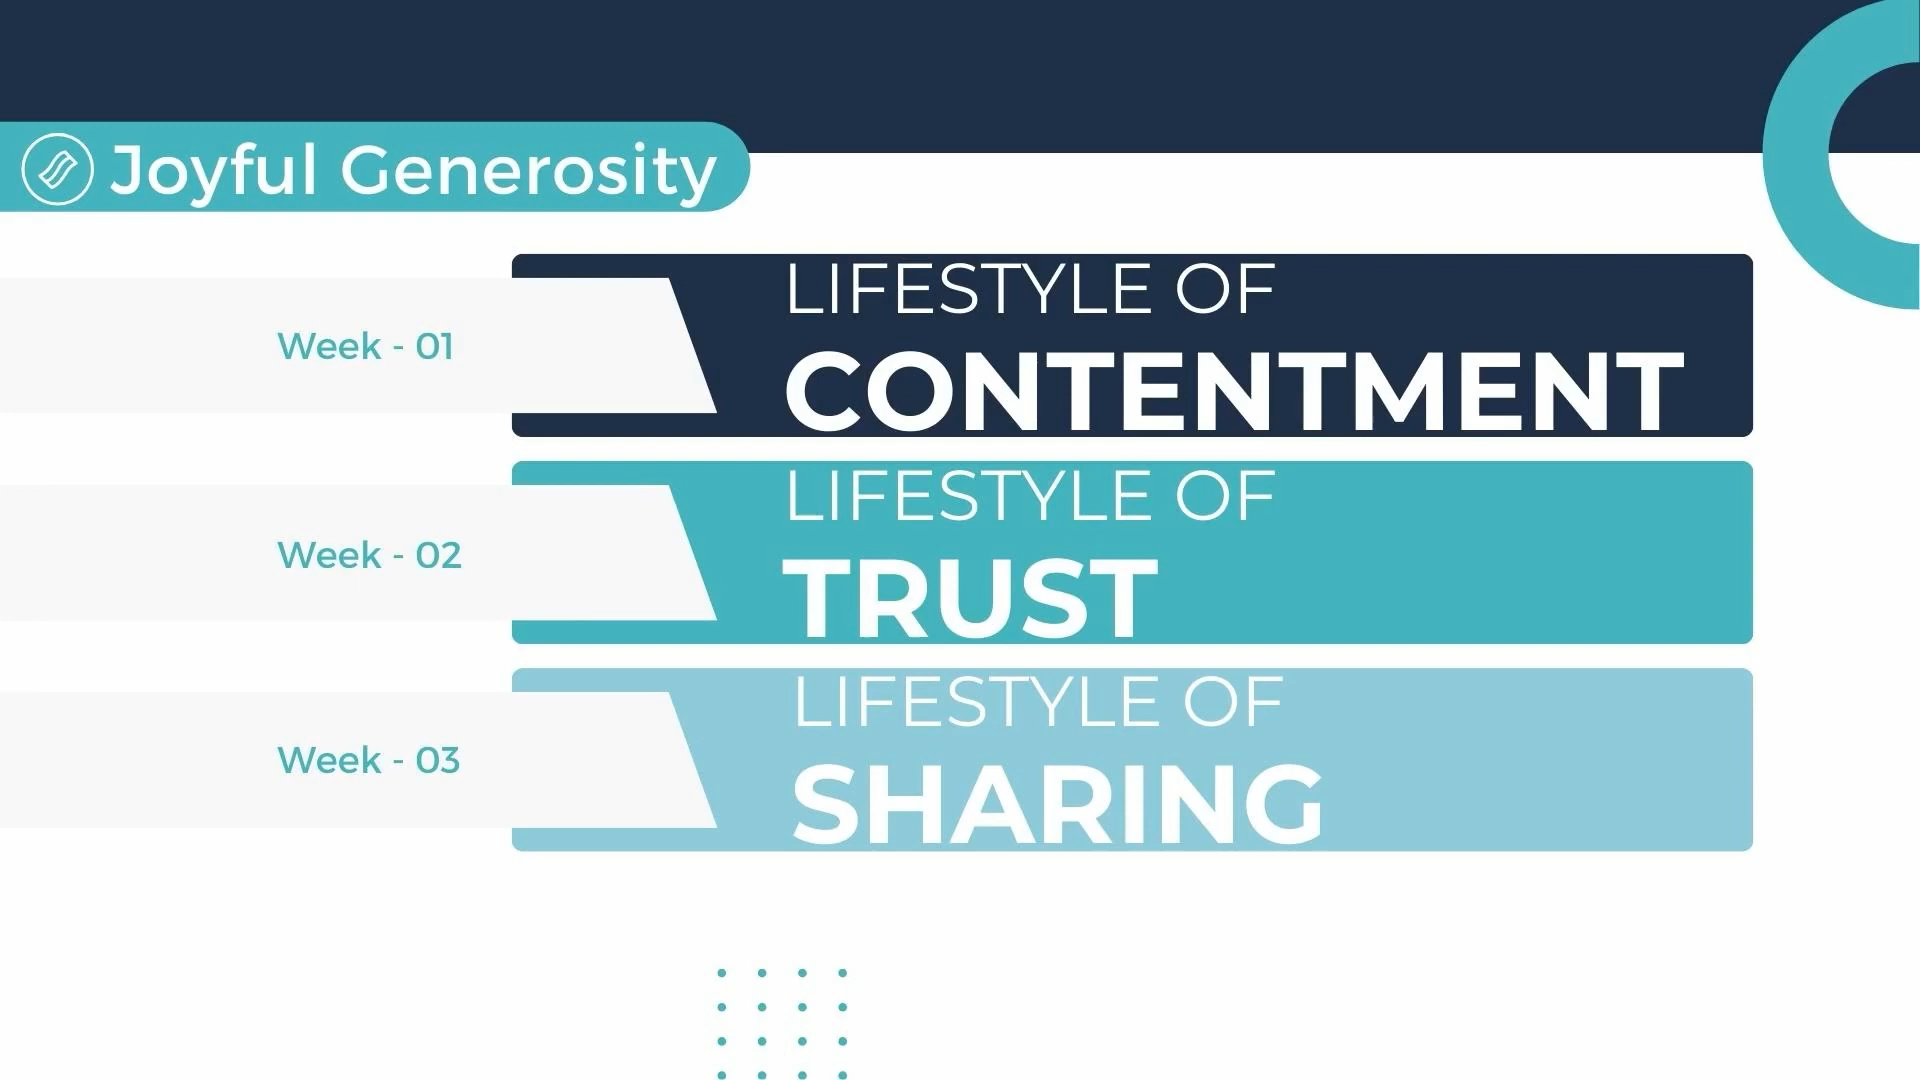 Joyful Generosity
Week - 01
LIFESTYLE OF
CONTENTMENT
Week - 02
LIFESTYLE OF
TRUST
Week - 03
LIFESTYLE OF
SHARING